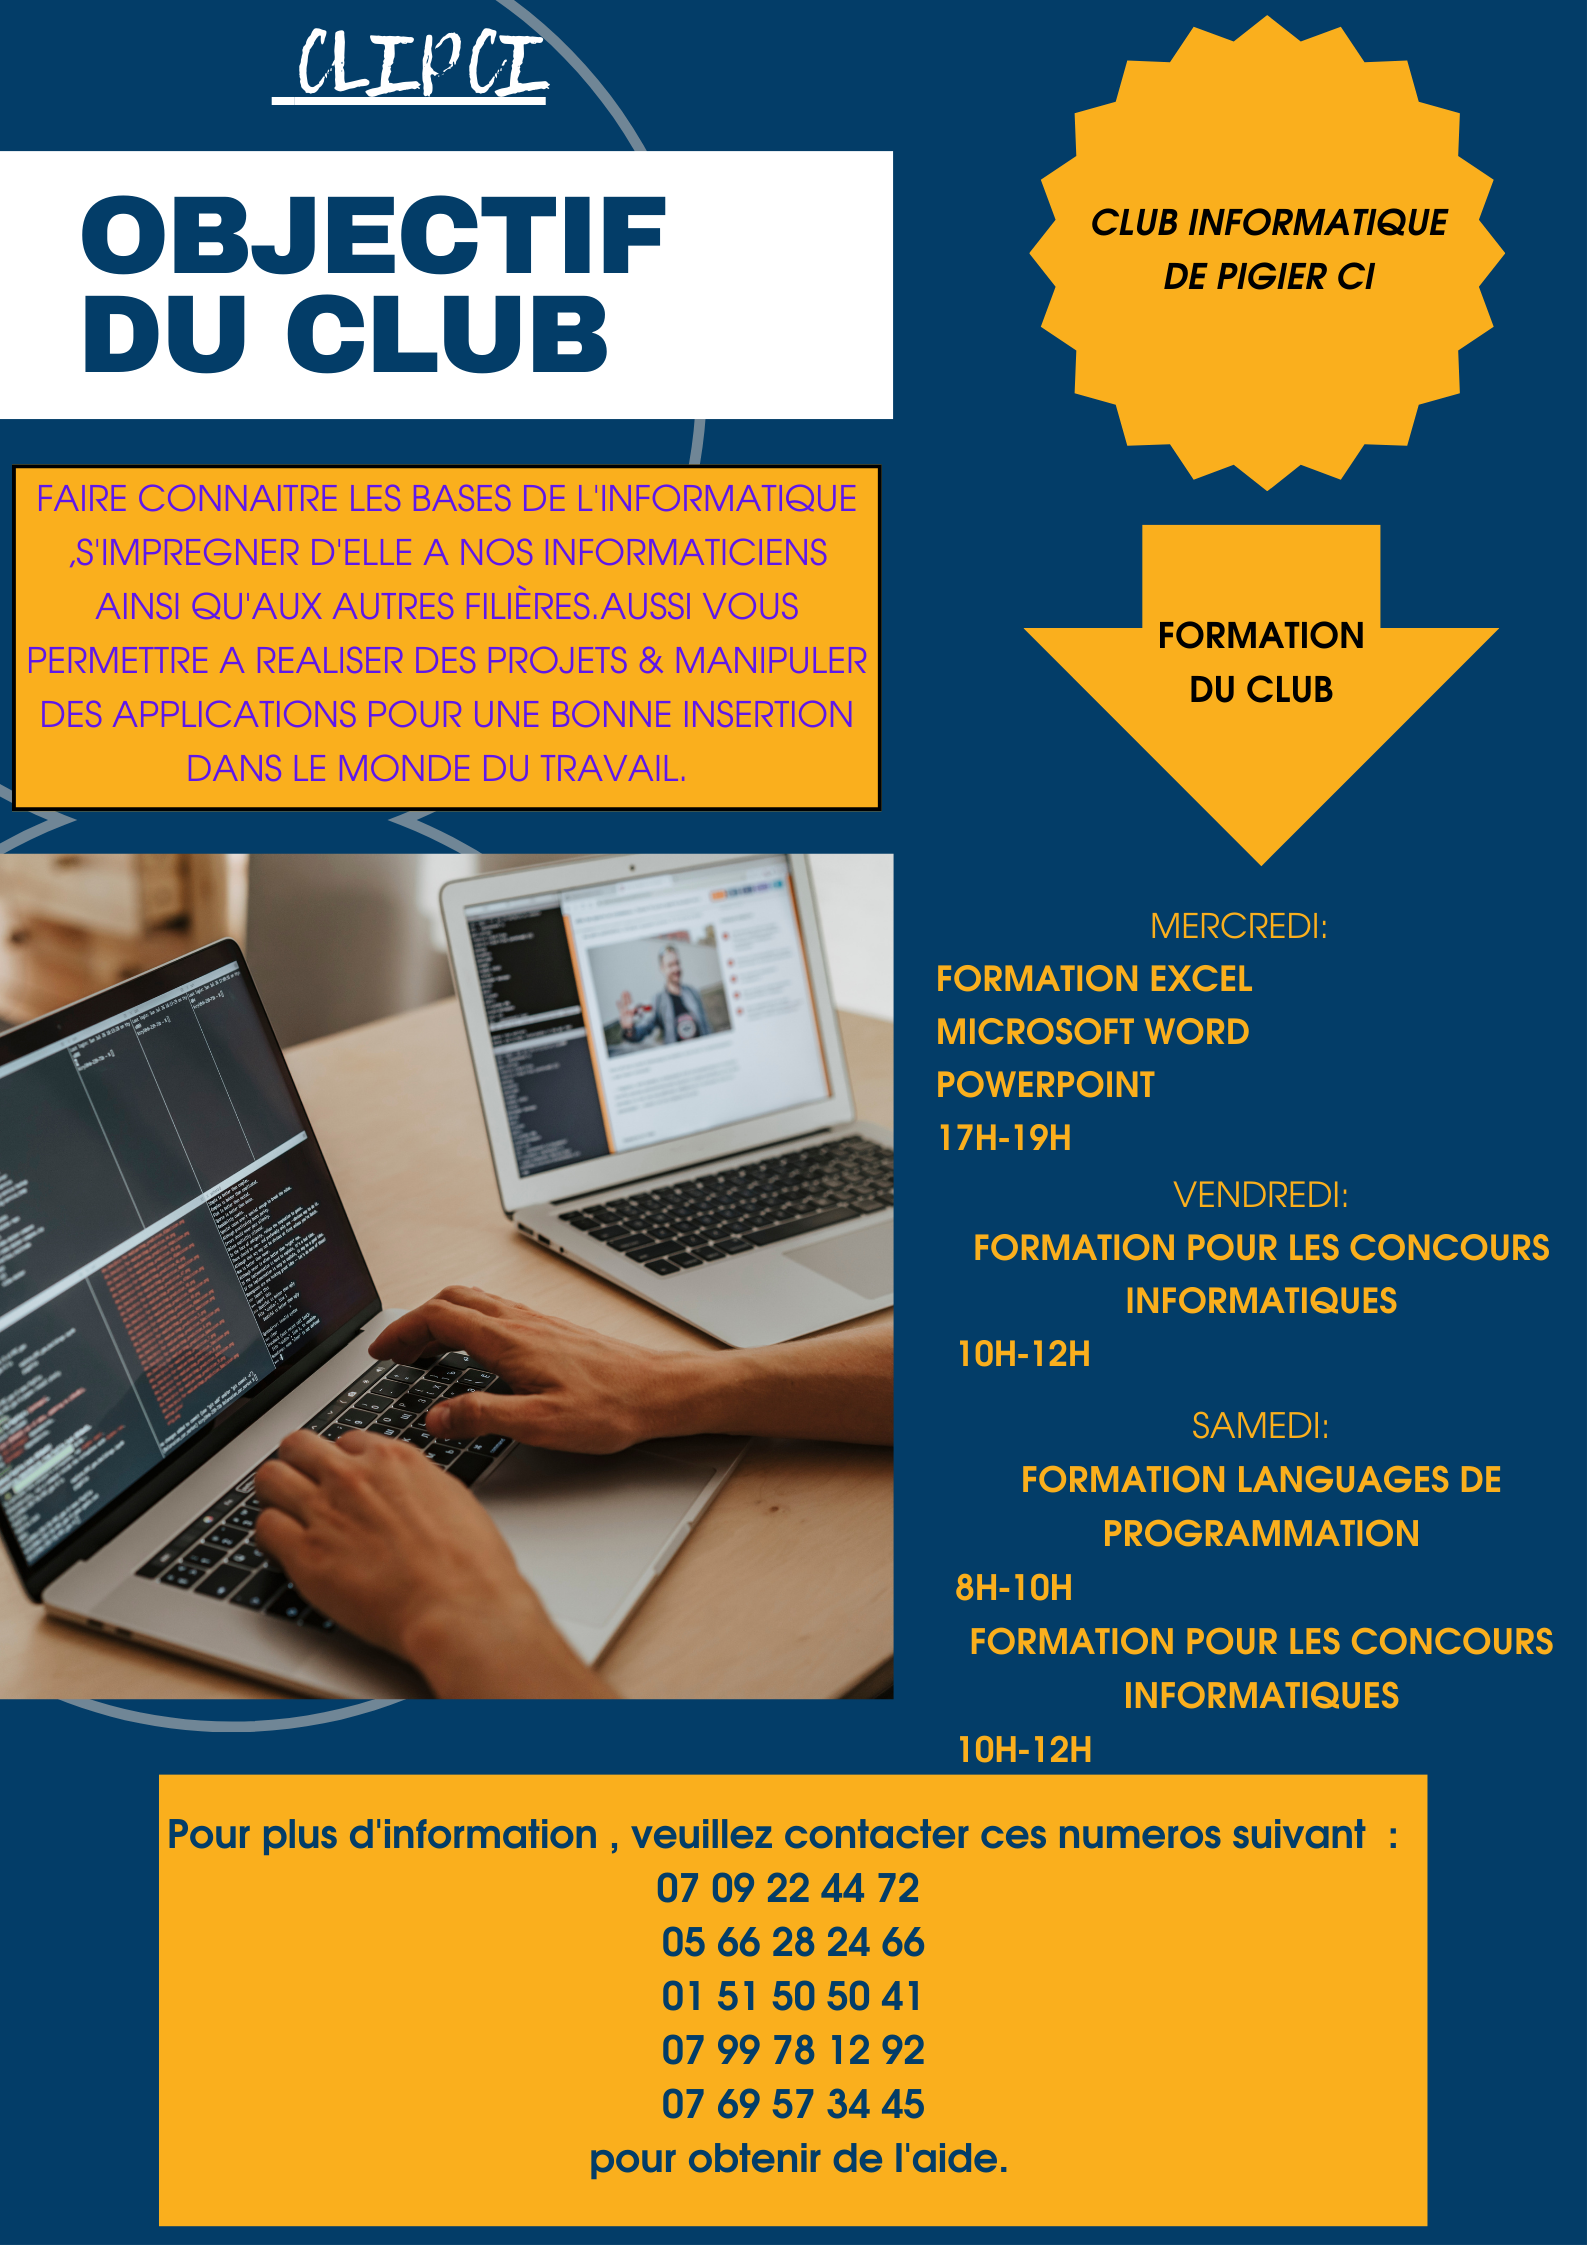 CLIPCI
OBJECTIF
DU CLUB
CLUB INFORMATIQUE
DE PIGIER CI
FAIRE CONNAITRE LES BASES DE L'INFORMATIQUE
,S'IMPREGNER D'ELLE A NOS INFORMATICIENS
AINSI QU'AUX AUTRES FILIÈRES.AUSSI VOUS
PERMETTRE A REALISER DES PROJETS & MANIPULER
DES APPLICATIONS POUR UNE BONNE INSERTION
DANS LE MONDE DU TRAVAIL.
FORMATION
DU CLUB
MERCREDI:
FORMATION EXCEL
MICROSOFT WORD
POWERPOINT
17H-19H
VENDREDI:
FORMATION POUR LES CONCOURS
INFORMATIQUES
10H-12H
SAMEDI:
FORMATION LANGUAGES DE
PROGRAMMATION
8H-10H
FORMATION POUR LES CONCOURS
INFORMATIQUES
10H-12H
Pour plus d'information , veuillez contacter ces numeros suivant :
07 09 22 44 72
05 66 28 24 66
01 51 50 50 41
07 99 78 12 92
07 69 57 34 45
pour obtenir de l'aide.